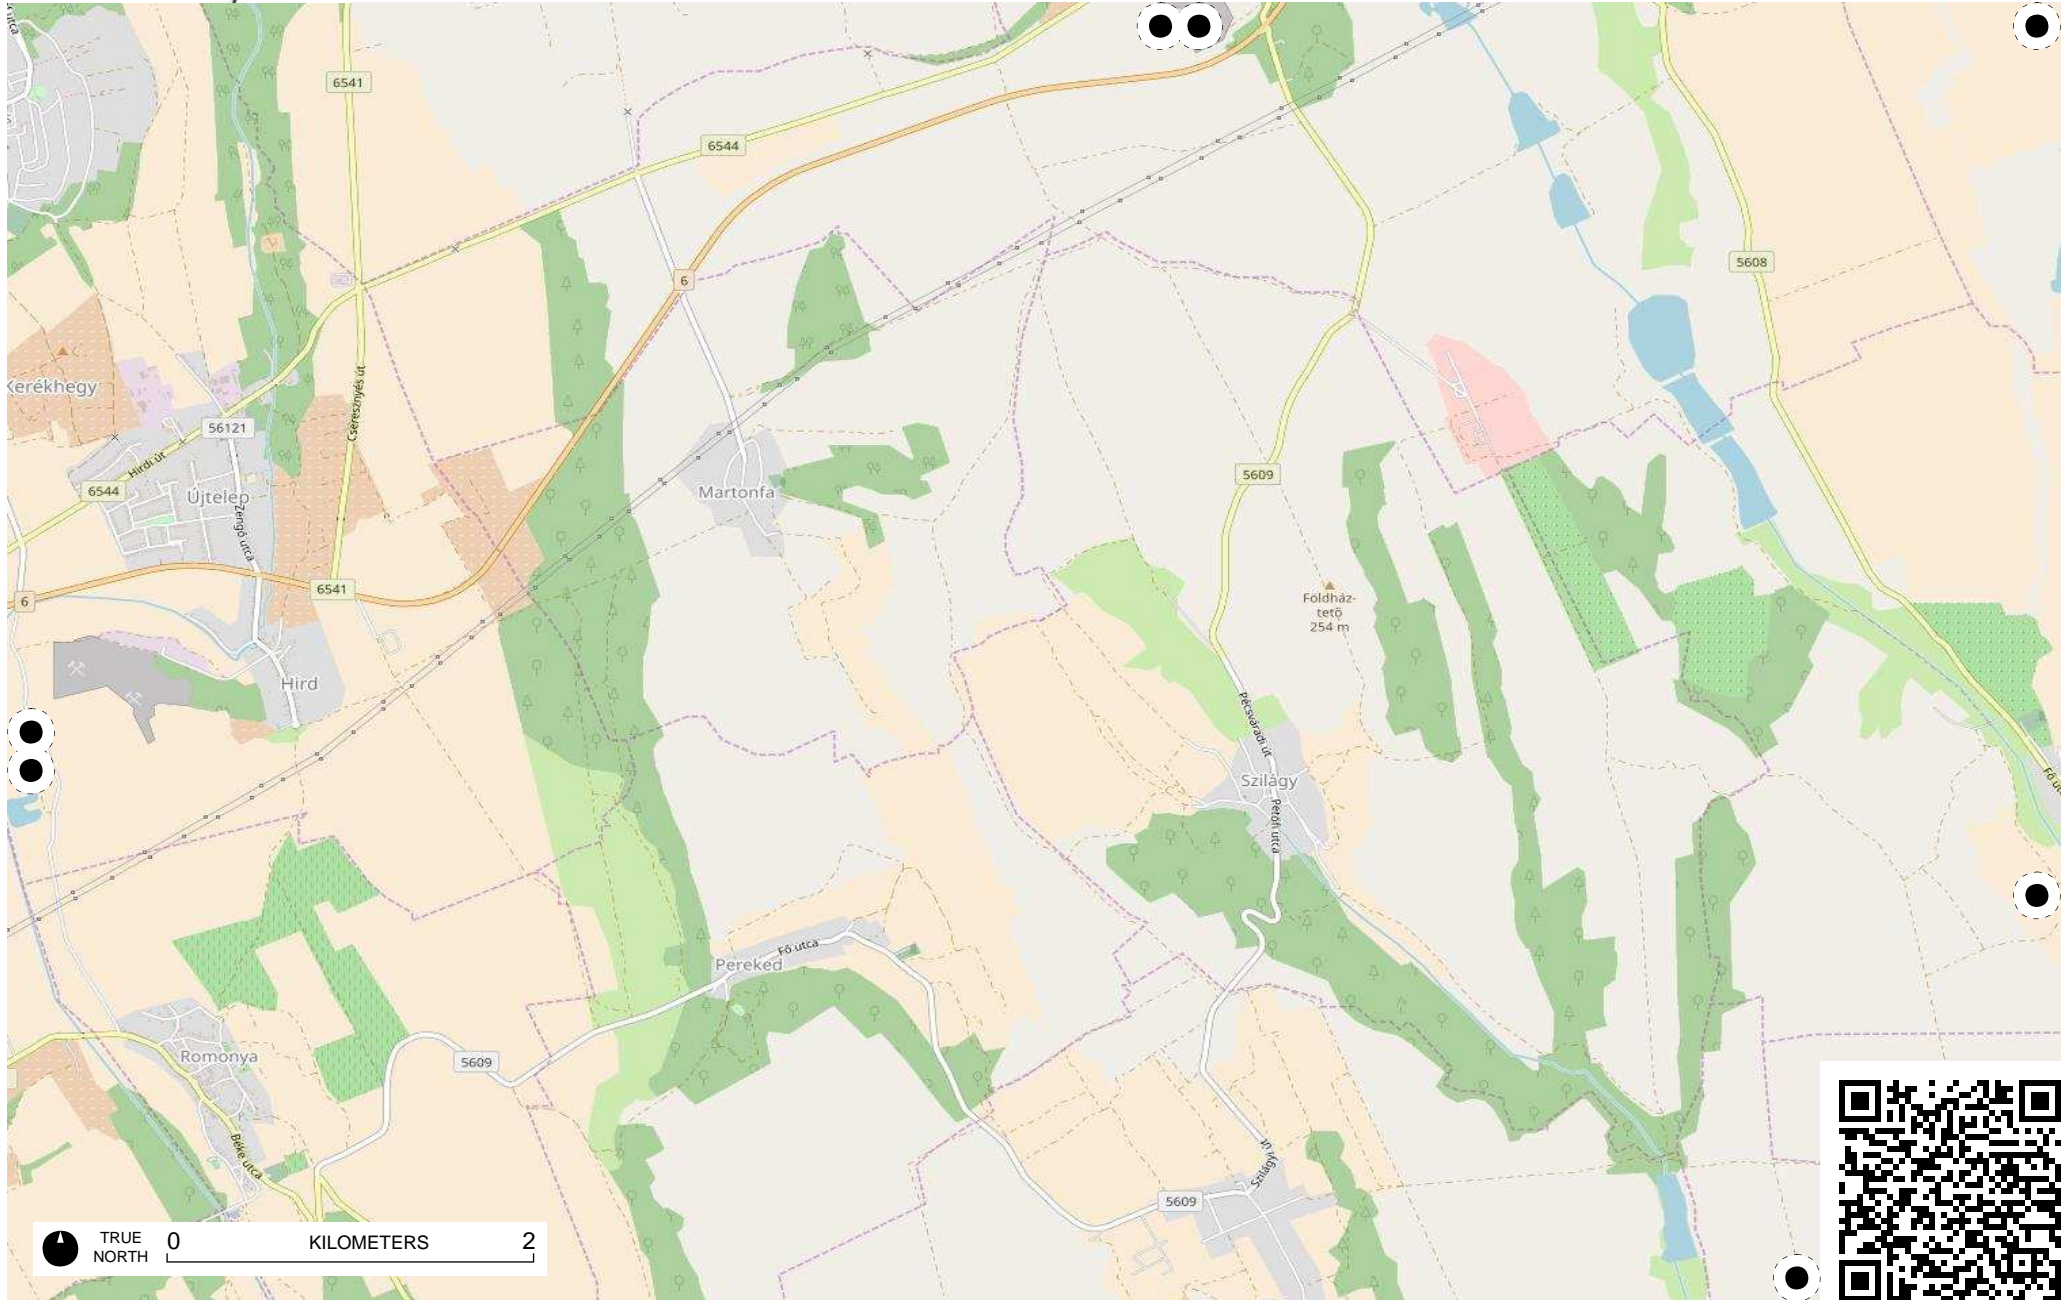 6541
6544
6
5608
Kerékhegy
Cseresznyés út
56121
Hirdi út
6544
Újtelep
Zengő utca
Martonfa
5609
6
6541
Földház-
tető
254 m
Hird
Pécsváradi út
Szilágy
Petőfi utca
Fő utca
Pereked
Romonya
5609
Béke utca
Szilágyi út
5609
TRUE
NORTH
0
KILOMETERS
2